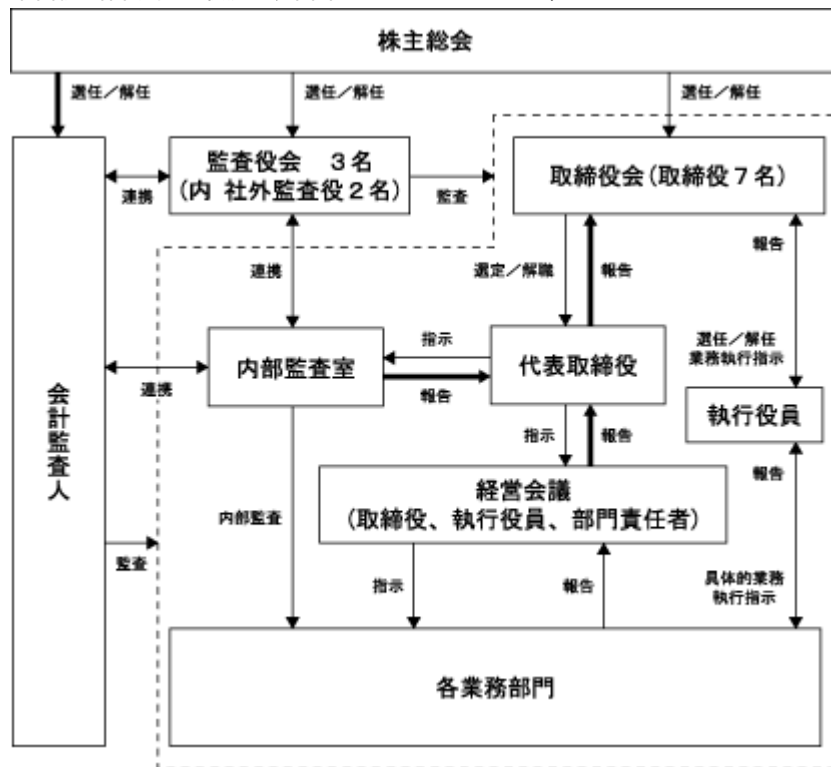 株主総会
選任／解任
選任／解任
選任／解任
監査役会　３名
(内 社外監査役２名)
取締役会(取締役７名)
連携
監査
報告
連携
選定／解職
報告
指示
選任／解任
業務執行指示
内部監査室
代表取締役
連携
報告
執行役員
会計監査人
指示
報告
報告
経営会議
(取締役、執行役員、部門責任者)
内部監査
監査
指示
報告
具体的業務
執行指示
各業務部門